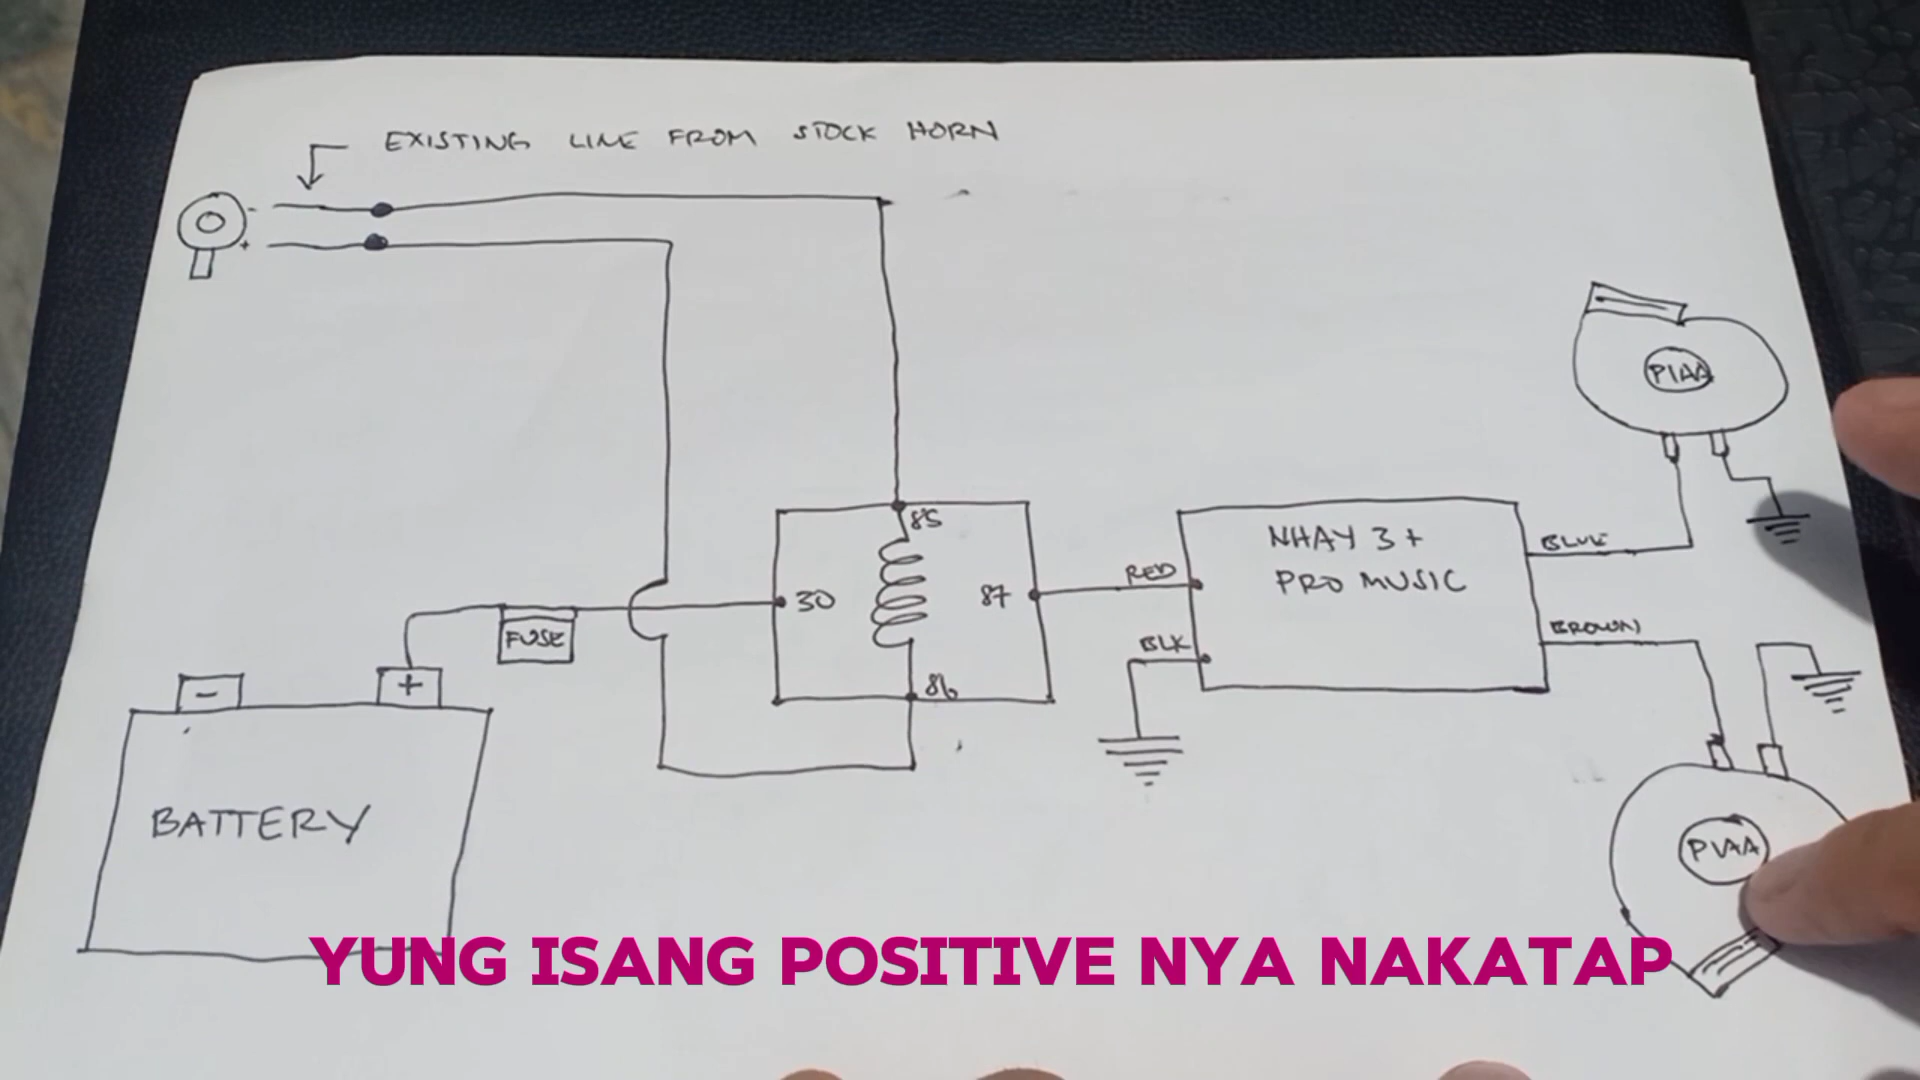 EXISTING LINE FROM STOCK HORN
-
+
PIAA
85
NHAY 3+
PRO MUSIC
BLUE
RED
30
87
FUSE
BROWN
BLK
86
-
+
BATTERY
PIAA
YUNG ISANG POSITIVE NYA NAKATAP